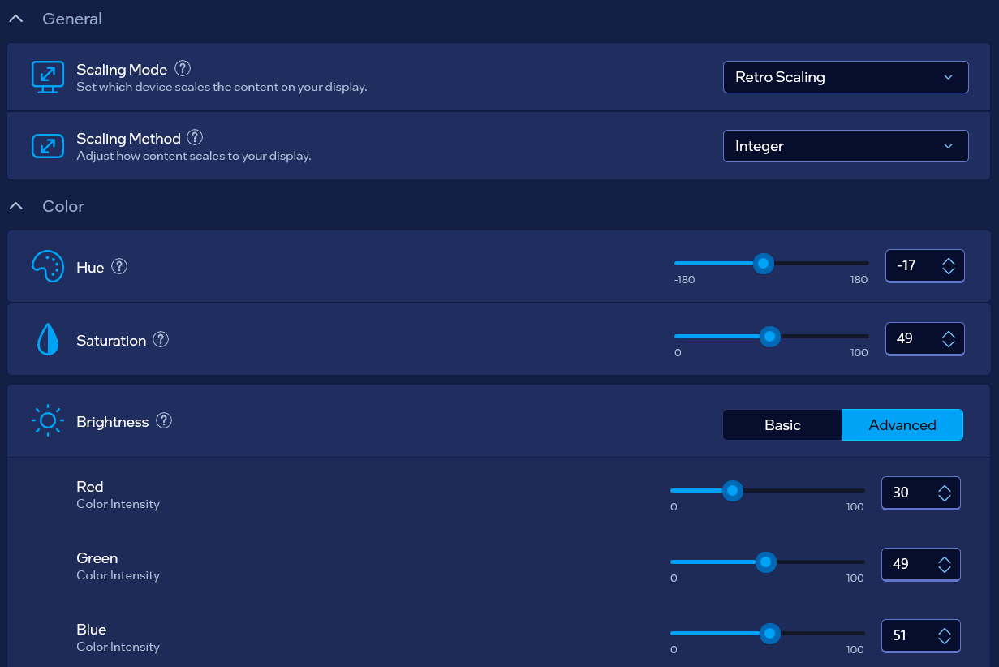 General
Scaling Mode ?
Set which device scales the content on your display.
Retro Scaling
Scaling Method ?
Adjust how content scales to your display.
Integer
Color
Hue ?
-180 180
-17
Saturation ?
0 100
49
Brightness ?
Basic Advanced
Red
Color Intensity
0 100
30
Green
Color Intensity
0 100
49
Blue
Color Intensity
0 100
51